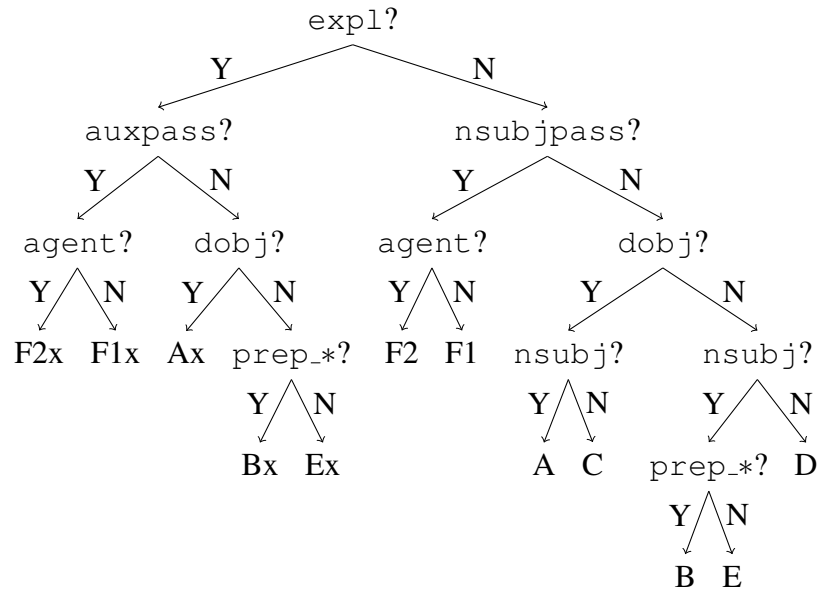 expl?
Y N
auxpass? nsubjpass?
Y N Y N
agent? dobj? agent? dobj?
Y N Y N Y N Y N
F2x F1x Ax prep_*? F2 F1 nsubj? nsubj?
Y N Y N Y N
Bx Ex A C prep_*? D
Y N
B E